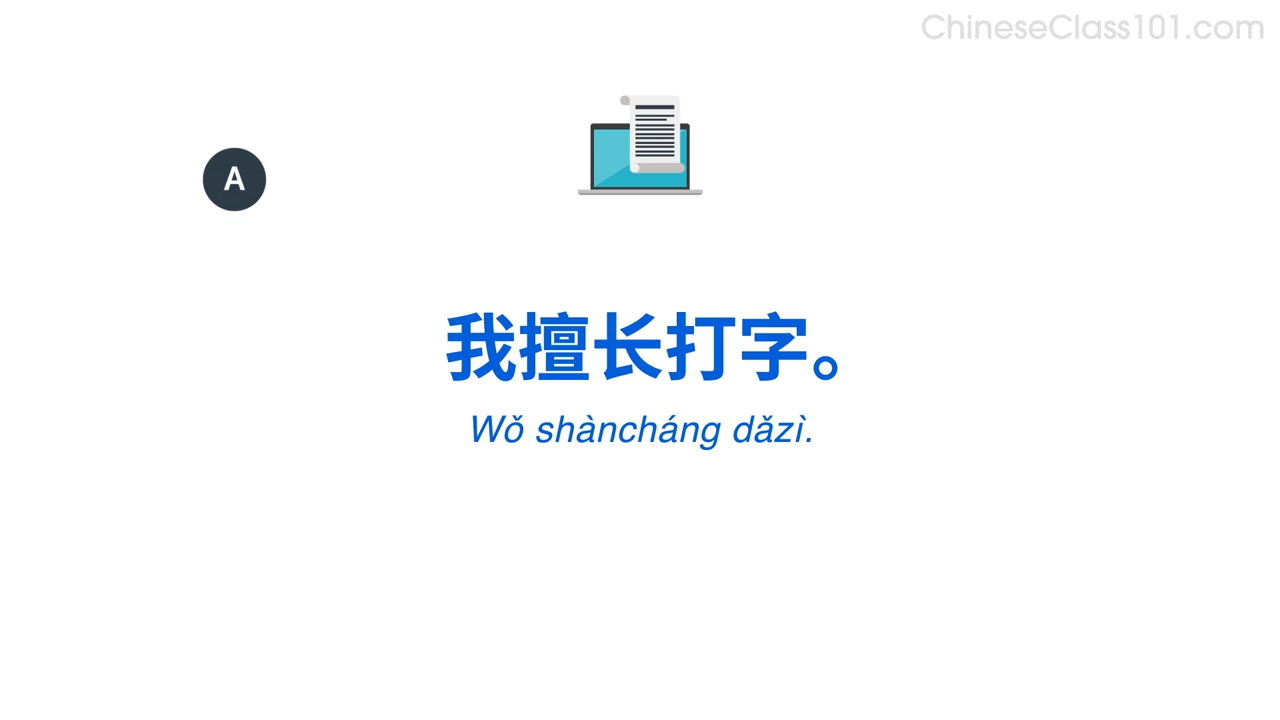 ChineseClass101.com
A
我擅长打字。
Wǒ shàncháng dǎzì.